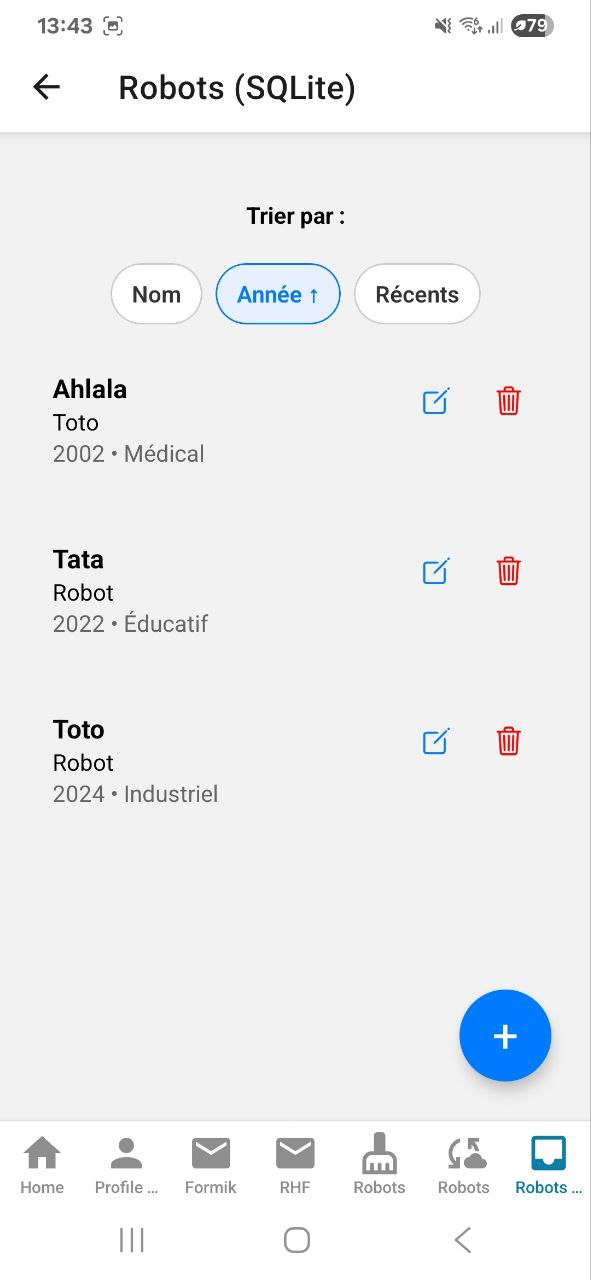 13:43
79
Robots (SQLite)
Trier par :
Nom
Année ↑
Récents
Ahlala
Toto
2002 • Médical
Tata
Robot
2022 • Éducatif
Toto
Robot
2024 • Industriel
+
Home
Profile ...
Formik
RHF
Robots
Robots
Robots ...